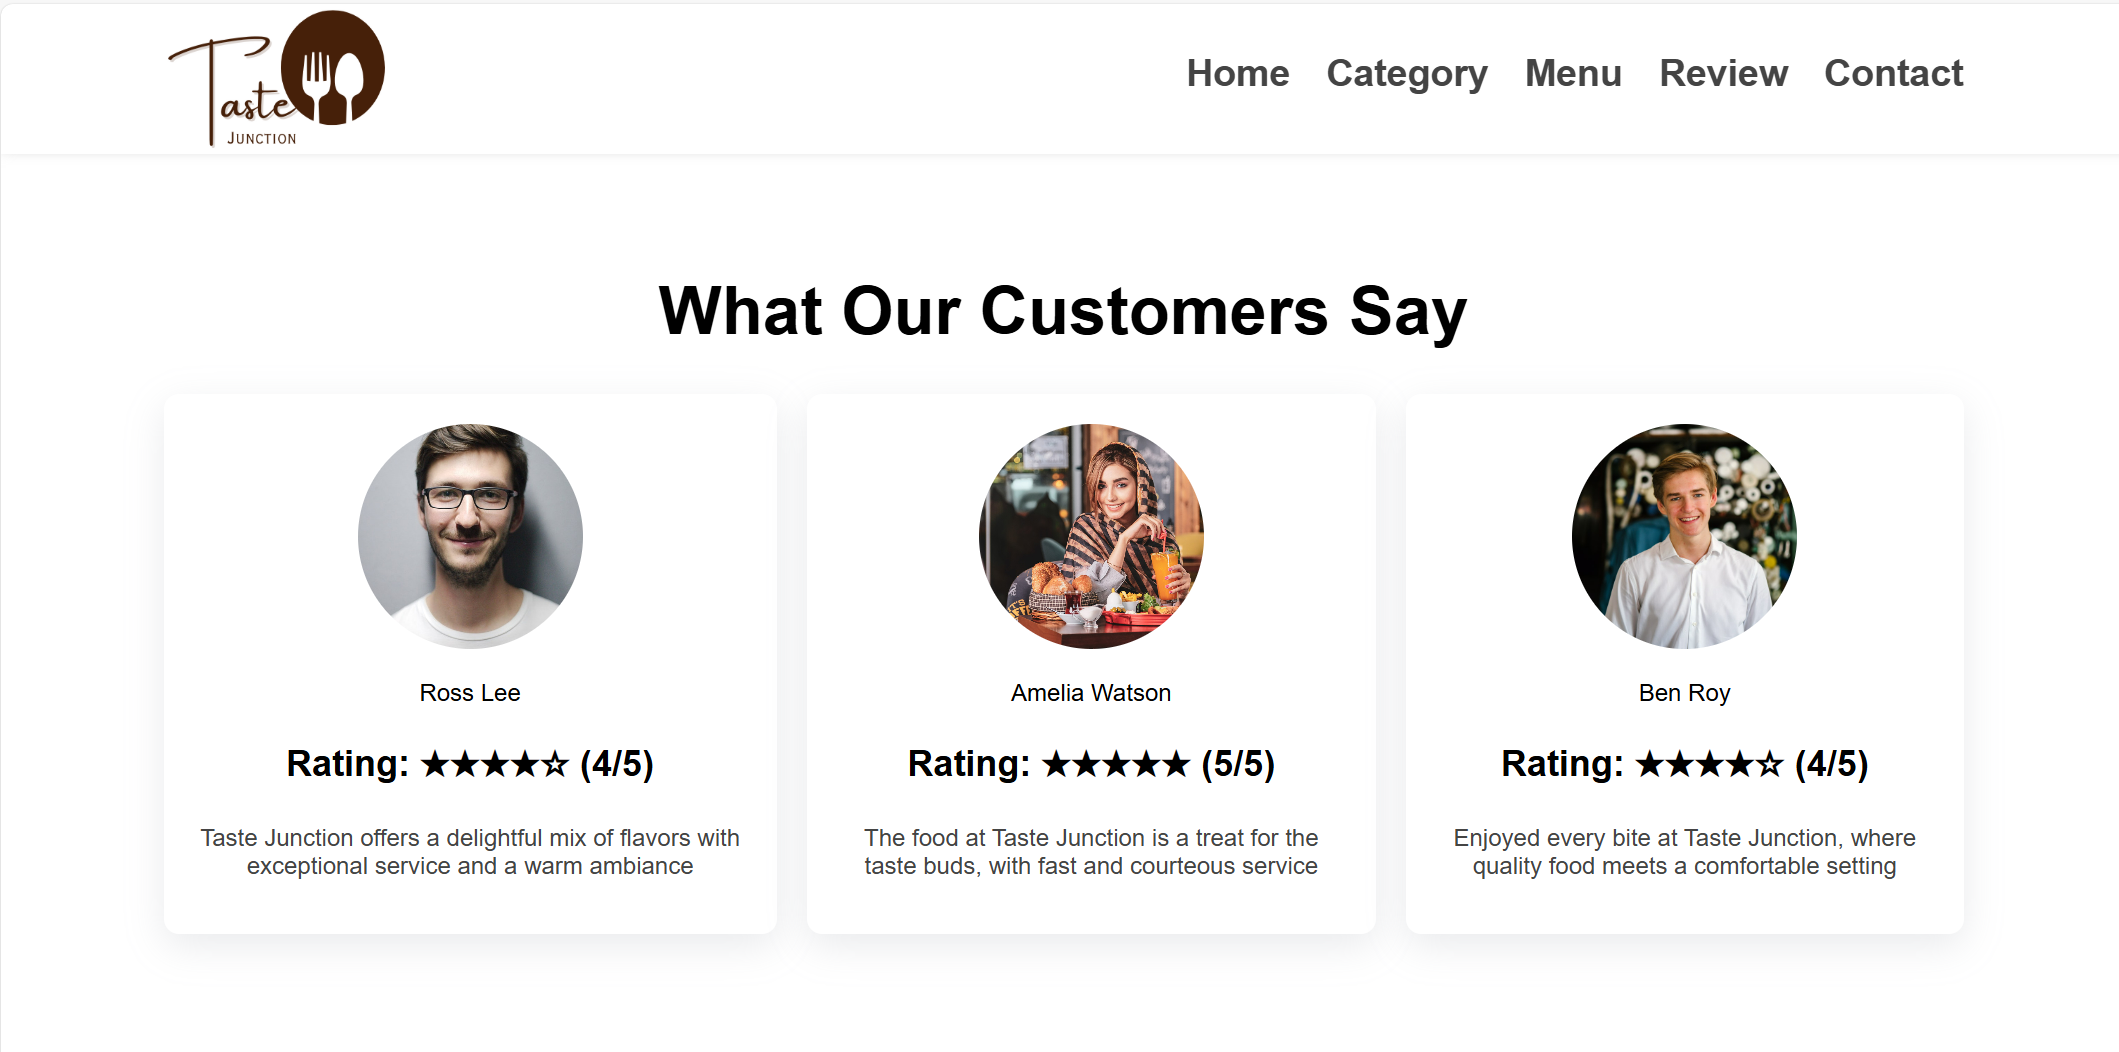 Taste
JUNCTION
Home Category Menu Review Contact
What Our Customers Say
Ross Lee
Rating: ★★★★☆ (4/5)
Taste Junction offers a delightful mix of flavors with
exceptional service and a warm ambiance
Amelia Watson
Rating: ★★★★★ (5/5)
The food at Taste Junction is a treat for the
taste buds, with fast and courteous service
Ben Roy
Rating: ★★★★☆ (4/5)
Enjoyed every bite at Taste Junction, where
quality food meets a comfortable setting